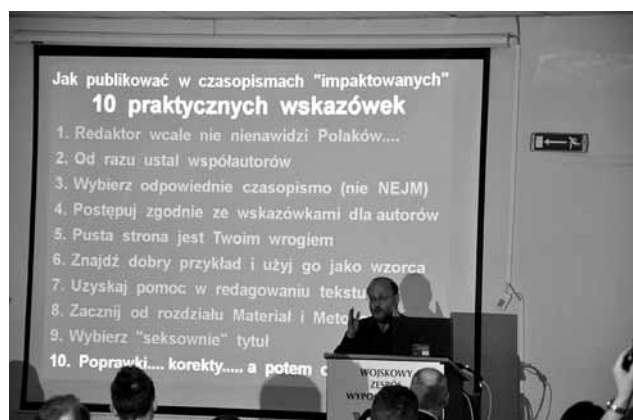 Jak publikować w czasopismach "impaktowanych"
10 praktycznych wskazówek
1. Redaktor wcale nie nienawidzi Polaków....
2. Od razu ustal współautorów
3. Wybierz odpowiednie czasopismo (nie NEJM)
4. Postępuj zgodnie ze wskazówkami dla autorów
5. Pusta strona jest Twoim wrogiem
6. Znajdź dobry przykład i użyj go jako wzorca
7. Uzyskaj pomoc w redagowaniu tekstu
8. Zacznij od rozdziału Materiał i
9. Wybierz "seksownie" tytuł
10. Poprawki.... korekty..... a potem
WOJSKOWY
ZESPÓŁ